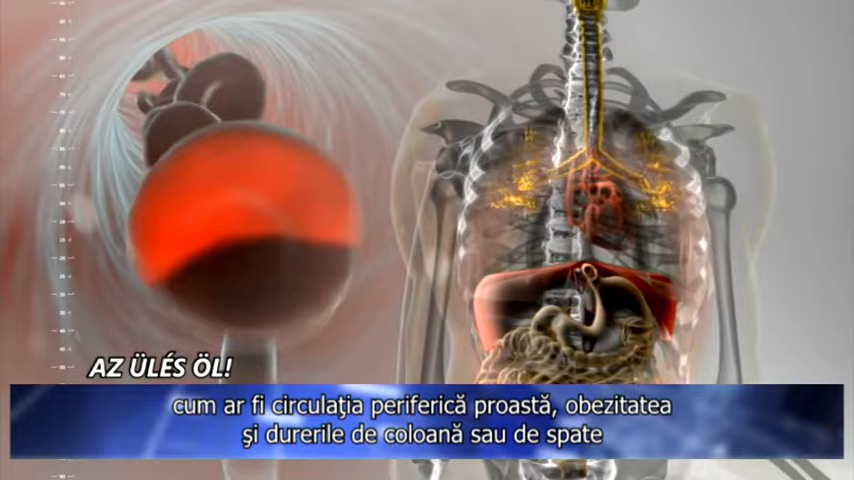 AZ ÜLÉS ÖL!
cum ar fi circulaţia periferică proastă, obezitatea
şi durerile de coloană sau de spate